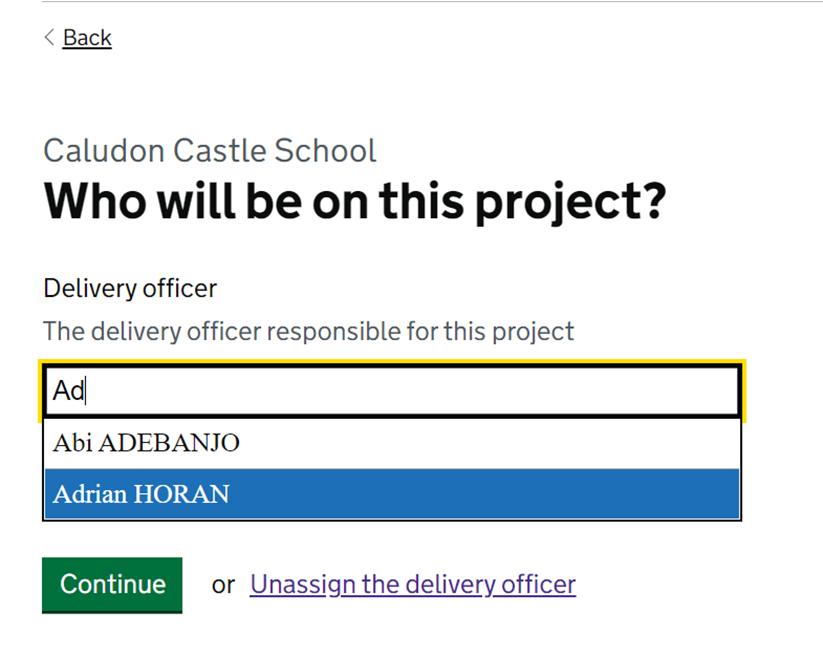 Back
Caludon Castle School
Who will be on this project?
Delivery officer
The delivery officer responsible for this project
Ad
Abi ADEBANJO
Adrian HORAN
Continue or Unassign the delivery officer